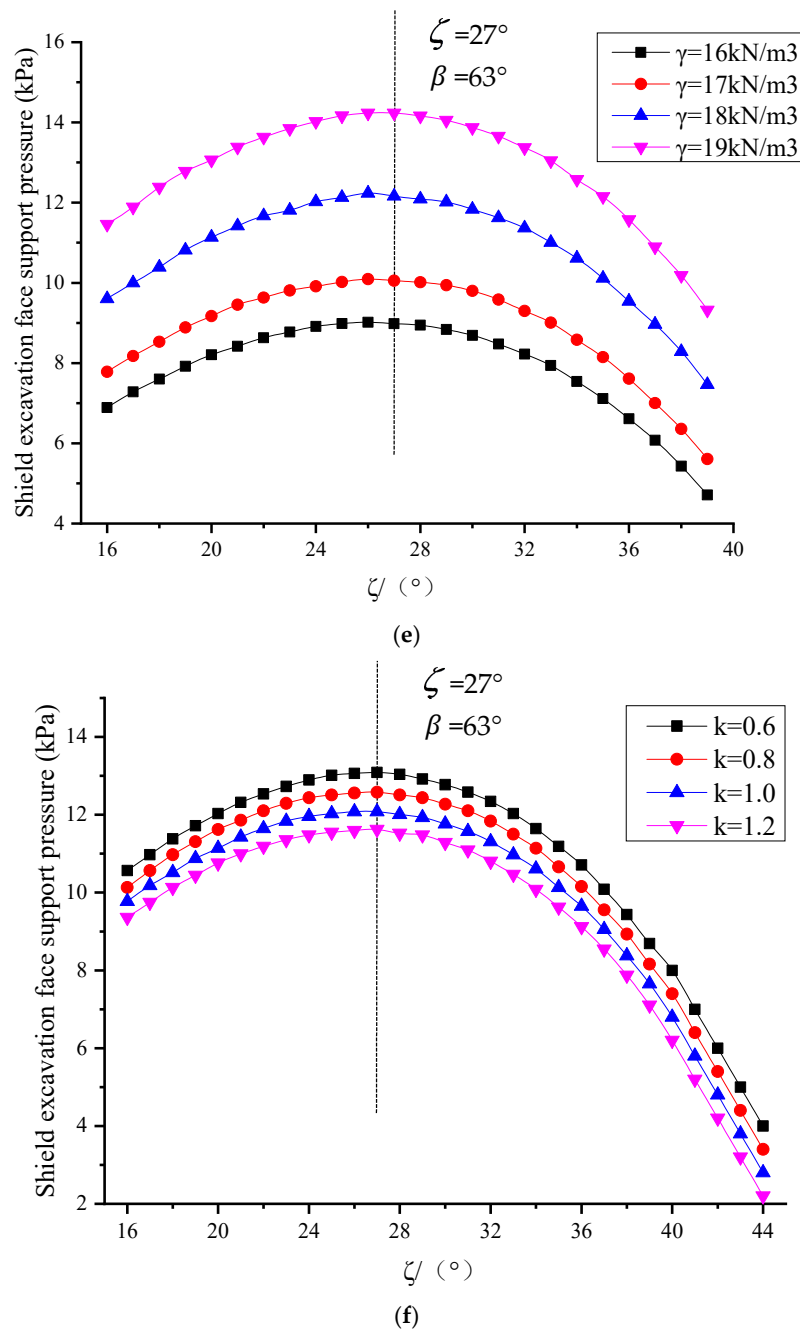 ζ =27°
β =63°
γ=16kN/m3
γ=17kN/m3
γ=18kN/m3
γ=19kN/m3
Shield excavation face support pressure (kPa)
16
14
12
10
8
6
4
16 20 24 28 32 36 40
ζ/（°）
(e)
ζ =27°
β =63°
k=0.6
k=0.8
k=1.0
k=1.2
Shield excavation face support pressure (kPa)
14
12
10
8
6
4
2
16 20 24 28 32 36 40 44
ζ/（°）
(f)